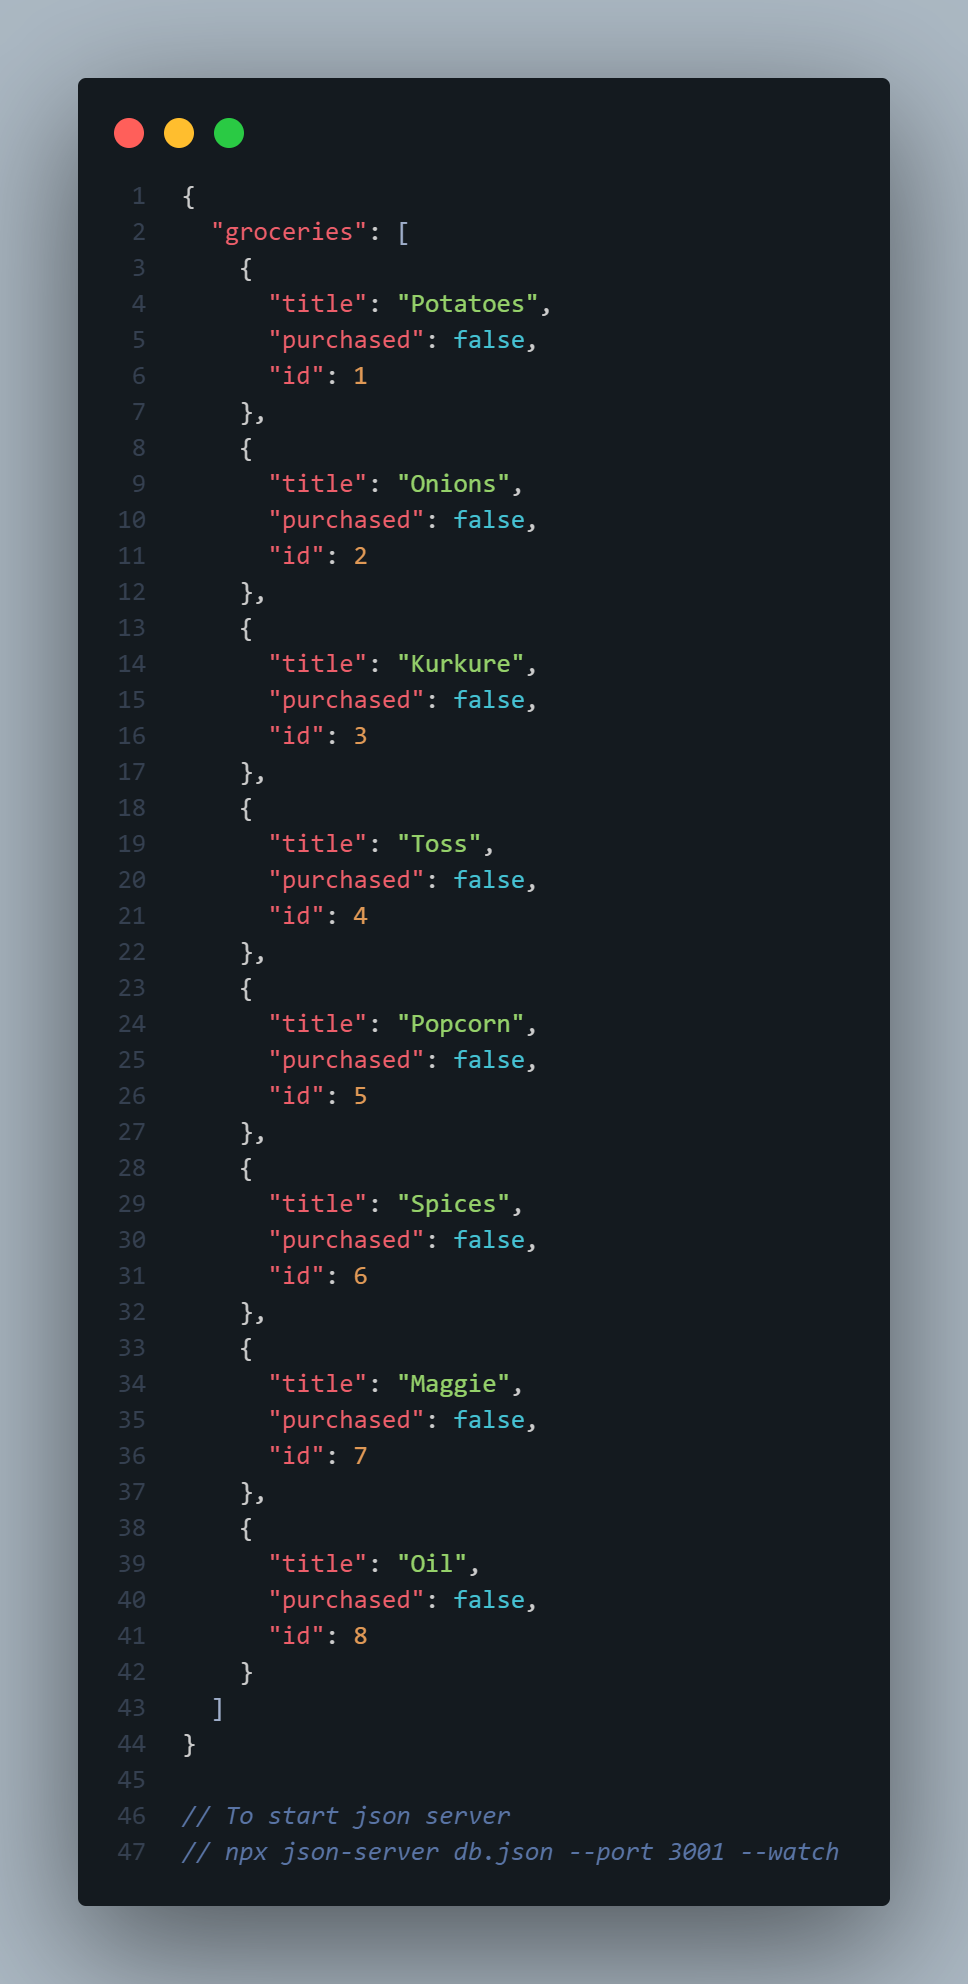 1 {
2   "groceries": [
3     {
4       "title": "Potatoes",
5       "purchased": false,
6       "id": 1
7     },
8     {
9       "title": "Onions",
10       "purchased": false,
11       "id": 2
12     },
13     {
14       "title": "Kurkure",
15       "purchased": false,
16       "id": 3
17     },
18     {
19       "title": "Toss",
20       "purchased": false,
21       "id": 4
22     },
23     {
24       "title": "Popcorn",
25       "purchased": false,
26       "id": 5
27     },
28     {
29       "title": "Spices",
30       "purchased": false,
31       "id": 6
32     },
33     {
34       "title": "Maggie",
35       "purchased": false,
36       "id": 7
37     },
38     {
39       "title": "Oil",
40       "purchased": false,
41       "id": 8
42     }
43   ]
44 }
45
46 // To start json server
47 // npx json-server db.json --port 3001 --watch